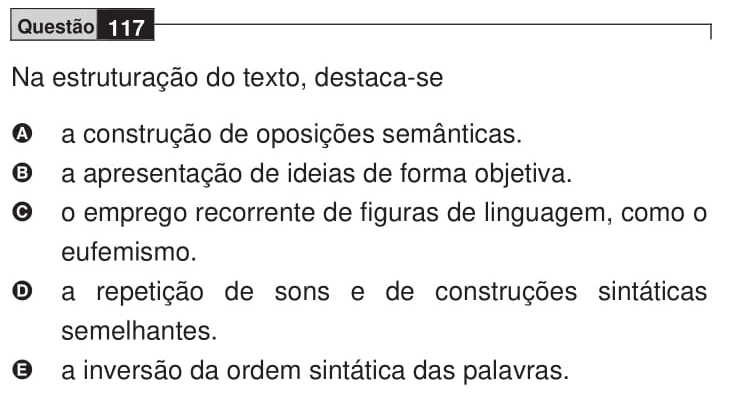 Questão 117
Na estruturação do texto, destaca-se
A a construção de oposições semânticas.
B a apresentação de ideias de forma objetiva.
C o emprego recorrente de figuras de linguagem, como o
eufemismo.
D a repetição de sons e de construções sintáticas
semelhantes.
E a inversão da ordem sintática das palavras.